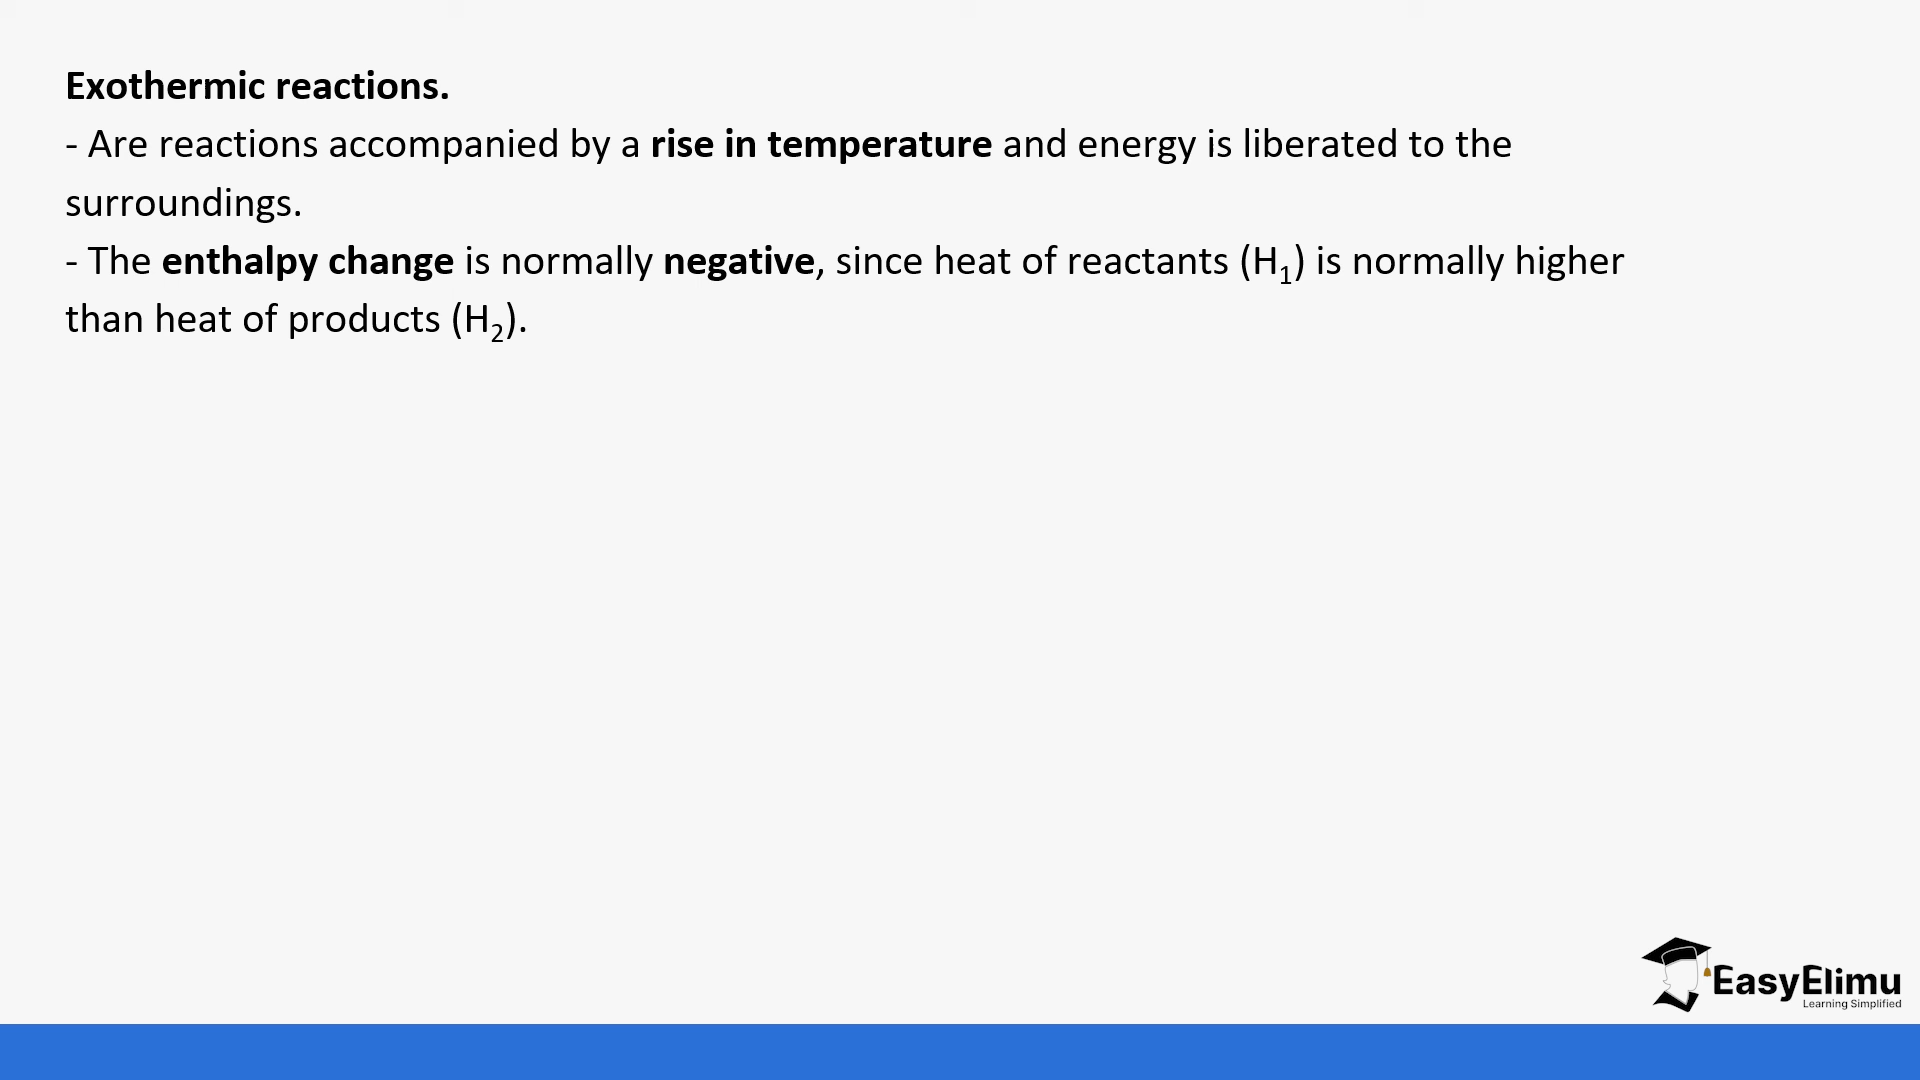 Exothermic reactions.
- Are reactions accompanied by a rise in temperature and energy is liberated to the
surroundings.
- The enthalpy change is normally negative, since heat of reactants (H₁) is normally higher
than heat of products (H₂).
EasyElimu
Learning Simplified